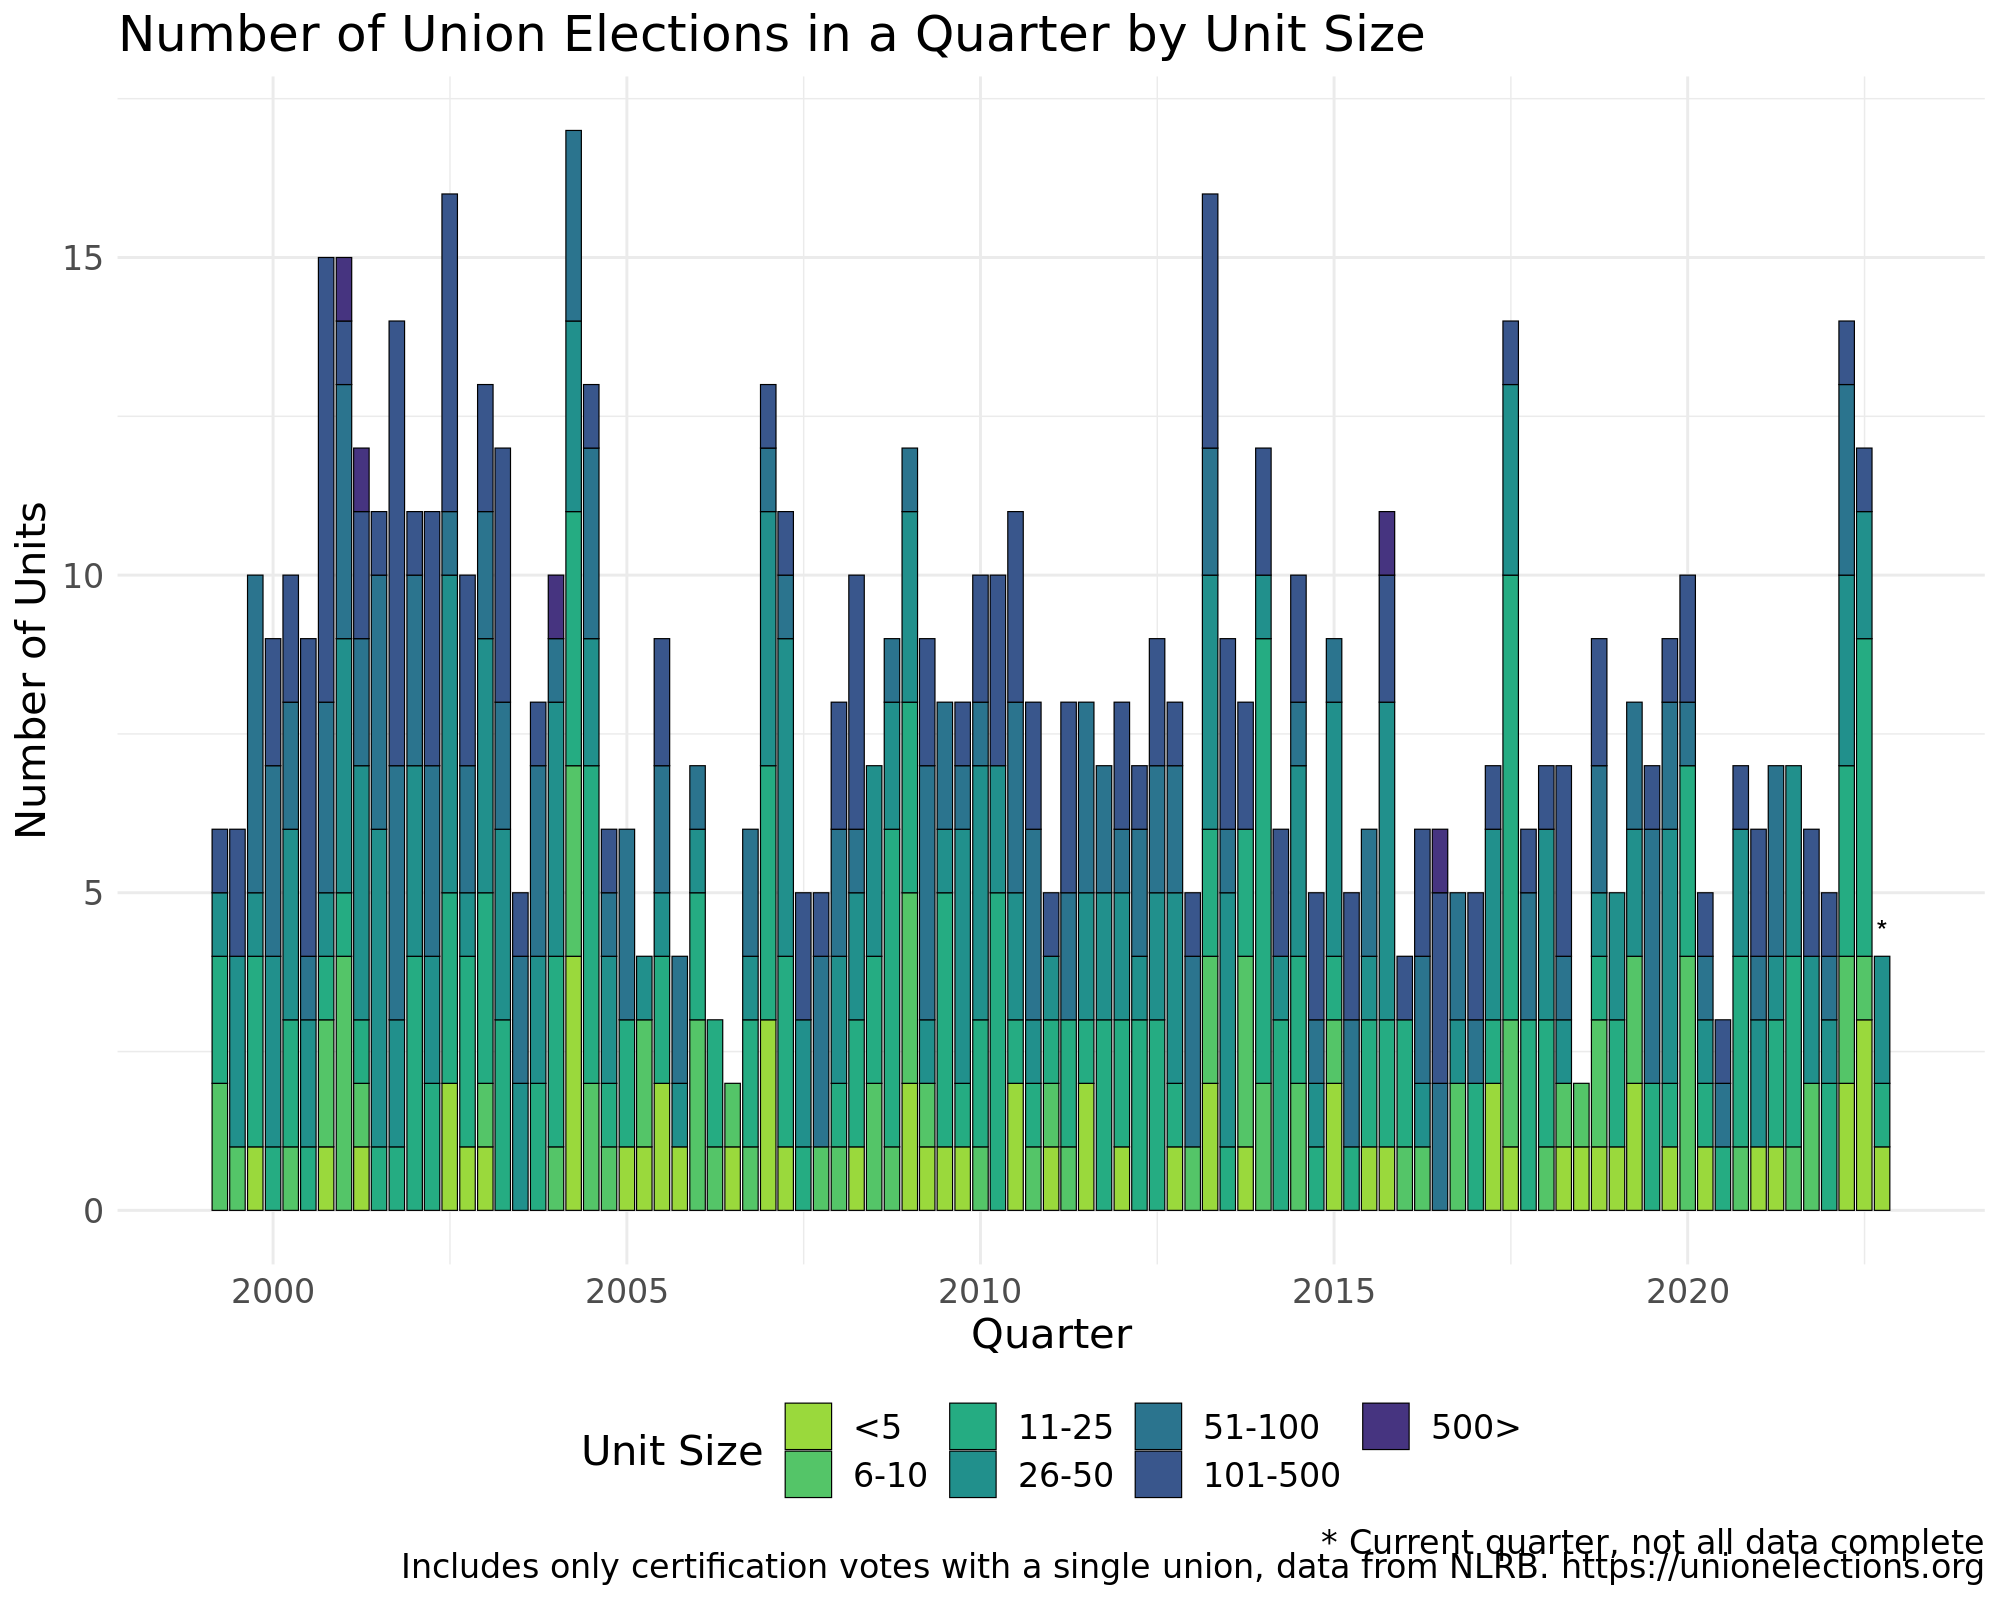 Number of Union Elections in a Quarter by Unit Size
Number of Units
15
10
5
0
*
2000 2005 2010 2015 2020
Quarter
Unit Size
<5 11-25 51-100 500>
6-10 26-50 101-500
* Current quarter, not all data complete
Includes only certification votes with a single union, data from NLRB. https://unionelections.org